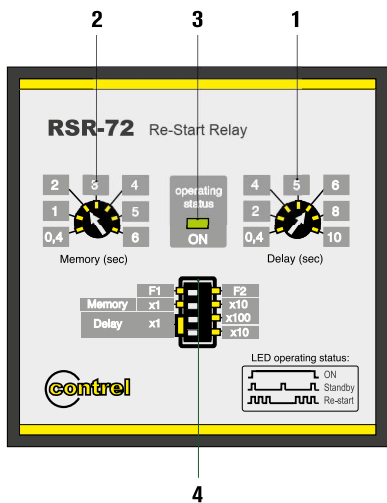 2 3 1
RSR-72 Re-Start Relay
2 3 4
1 5
0,4 6
Memory (sec)
operating
status
ON
4 5 6
2 8
0,4 10
Delay (sec)
F1 F2
Memory x1 x10
x100
Delay x1
x10
LED operating status:
ON
Standby
Re-start
contrel
4